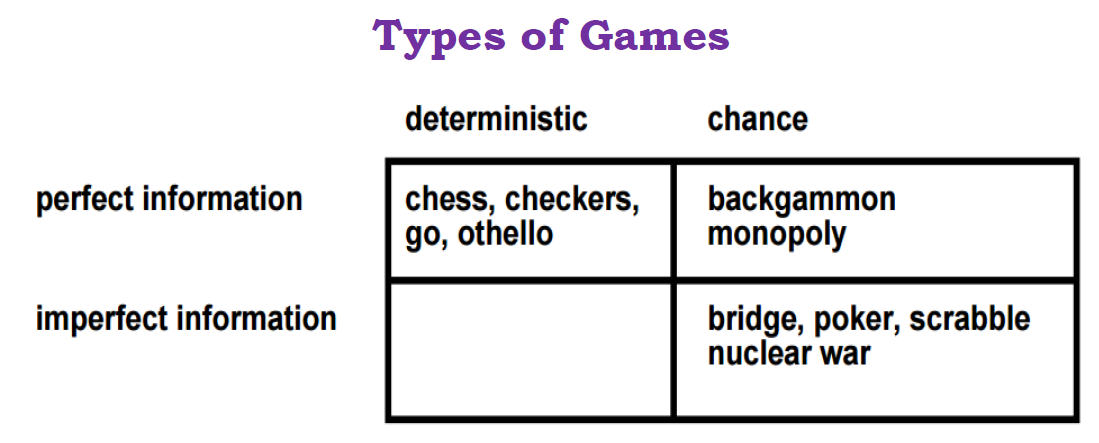 Types of Games
deterministic chance
perfect information chess, checkers, backgammon
go, othello monopoly
imperfect information bridge, poker, scrabble
nuclear war